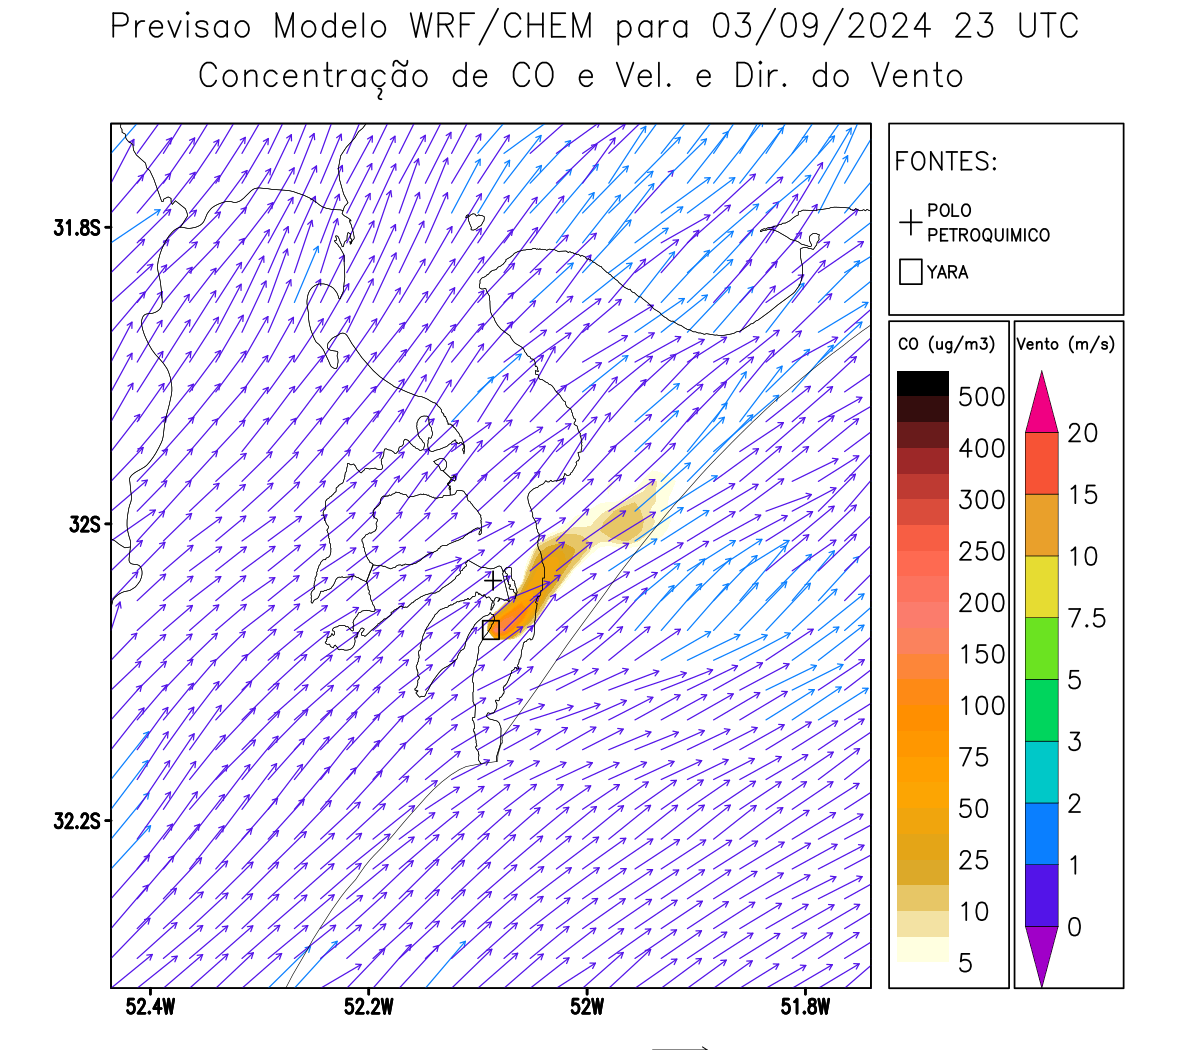 Previsao Modelo WRF/CHEM para 03/09/2024 23 UTC
Concentração de CO e Vel. e Dir. do Vento
FONTES:
POLO
PETROQUIMICO
YARA
CO (ug/m3)
500
400
300
250
200
150
100
75
50
25
10
5
Vento (m/s)
20
15
10
7.5
5
3
2
1
0
31.8S
32S
32.2S
52.4W
52.2W
52W
51.8W